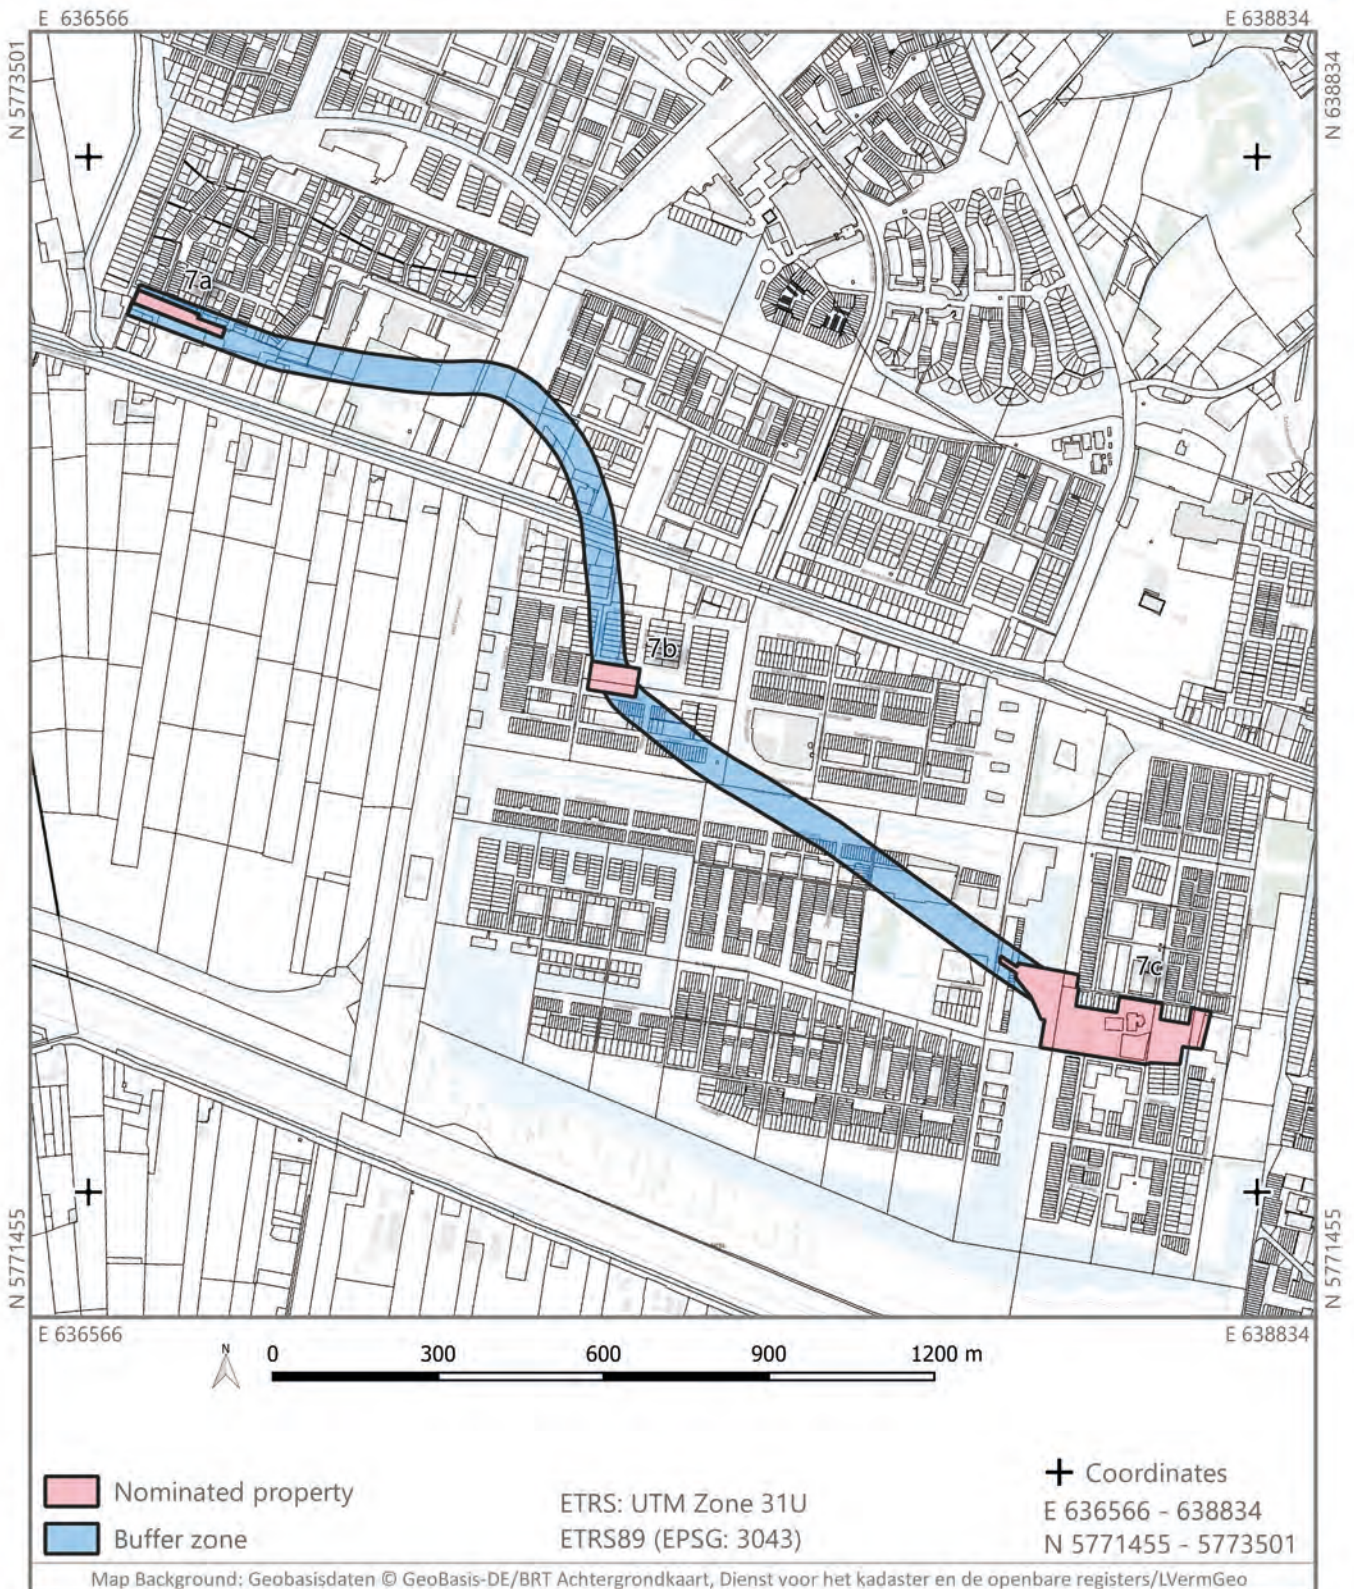 E 636566
E 638834
N 5773501
N 638834
7a
7b
7c
N 5771455
N 5771455
E 636566
E 638834
N
0 300 600 900 1200 m
Nominated property
Buffer zone
ETRS: UTM Zone 31U
ETRS89 (EPSG: 3043)
Coordinates
E 636566 - 638834
N 5771455 - 5773501
Map Background: Geobasisdaten © GeoBasis-DE/BRT Achtergrondkaart, Dienst voor het kadaster en de openbare registers/LVermGeo